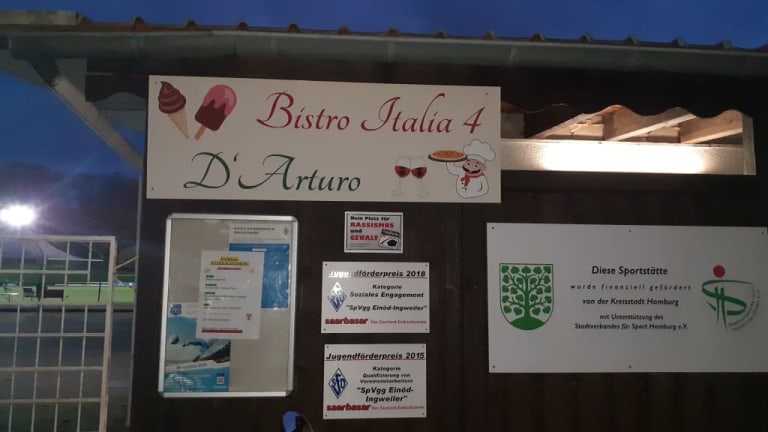 Bistro Italia 4
D'Arturo
Kein Platz für
RASSISMUS
und
GEWALT
Jugendförderpreis 2018
Kategorie
Soziales Engagement
"SpVgg Einöd-Ingweiler"
saarbasar
Jugendförderpreis 2015
Kategorie
Qualifizierung von
Vereinsmitarbeitern
"SpVgg Einöd-
Ingweiler"
saarbasar
Diese Sportstätte
wurde finanziell gefördert
von der Kreisstadt Homburg
mit Unterstützung des
Stadtverbandes für Sport Homburg e.V.